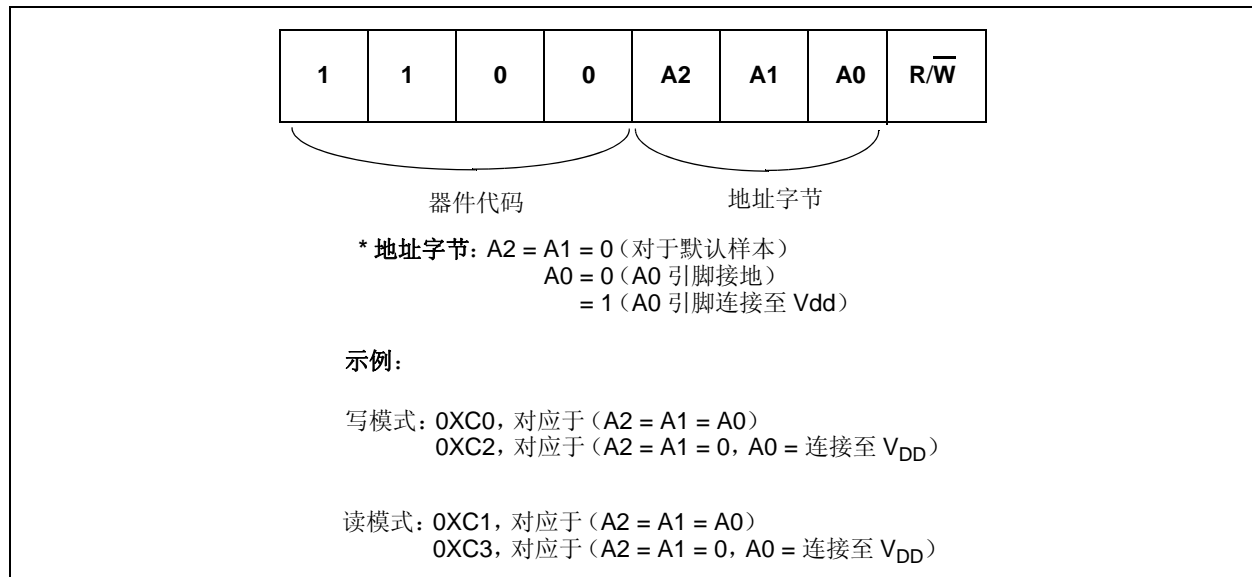 1 1 0 0 A2 A1 A0 R/W̅
器件代码 地址字节
* 地址字节: A2 = A1 = 0（对于默认样本）
A0 = 0（A0 引脚接地）
= 1（A0 引脚连接至 Vdd）
示例:
写模式: 0XC0, 对应于（A2 = A1 = A0）
0XC2, 对应于（A2 = A1 = 0, A0 = 连接至 VDD）
读模式: 0XC1, 对应于（A2 = A1 = A0）
0XC3, 对应于（A2 = A1 = 0, A0 = 连接至 VDD）